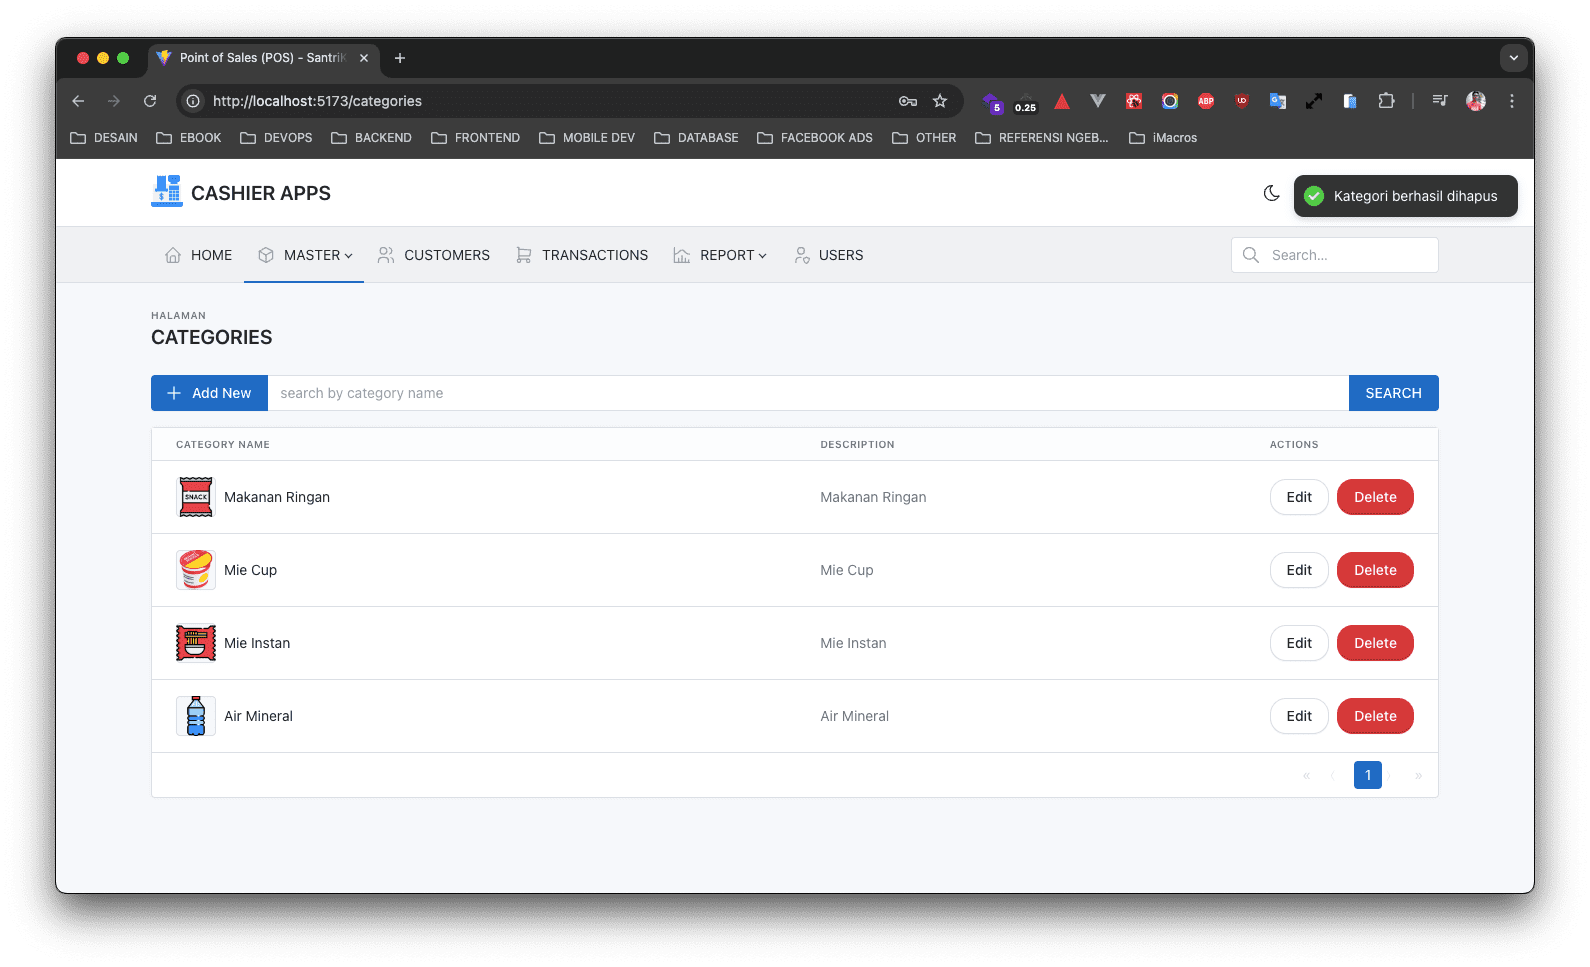 Point of Sales (POS) - SantriK
http://localhost:5173/categories
5
0.25
ABP
DESAIN
EBOOK
DEVOPS
BACKEND
FRONTEND
MOBILE DEV
DATABASE
FACEBOOK ADS
OTHER
REFERENSI NGEB...
iMacros
CASHIER APPS
Kategori berhasil dihapus
HOME
MASTER
CUSTOMERS
TRANSACTIONS
REPORT
USERS
Search...
HALAMAN
CATEGORIES
Add New
search by category name
SEARCH
CATEGORY NAME DESCRIPTION ACTIONS
SNACK
Makanan Ringan Makanan Ringan Edit Delete
Mie Cup Mie Cup Edit Delete
Mie Instan Mie Instan Edit Delete
Air Mineral Air Mineral Edit Delete
« ‹ 1 › »